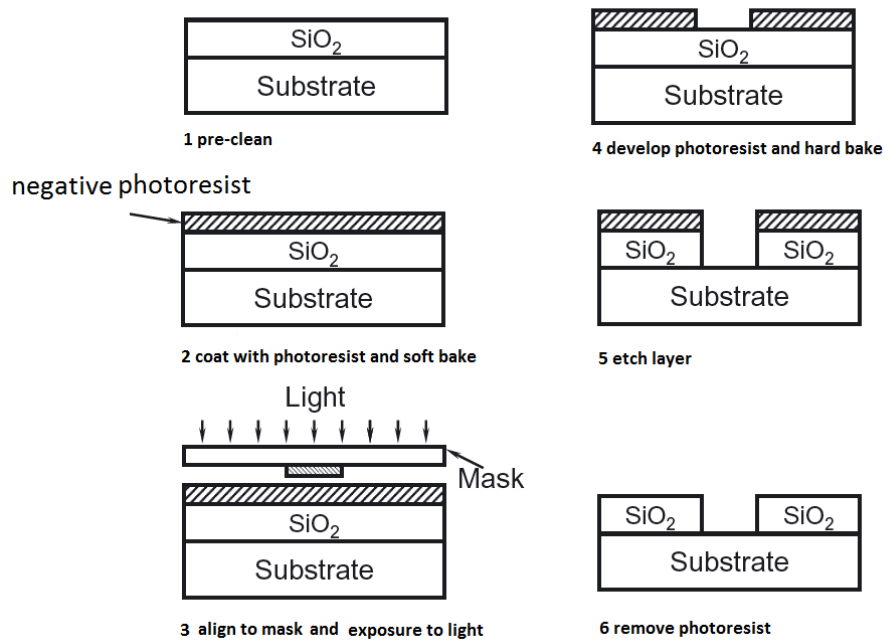 SiO₂
Substrate
1 pre-clean
negative photoresist
SiO₂
Substrate
2 coat with photoresist and soft bake
Light
Mask
SiO₂
Substrate
3 align to mask and exposure to light
SiO₂
Substrate
4 develop photoresist and hard bake
SiO₂ SiO₂
Substrate
5 etch layer
SiO₂ SiO₂
Substrate
6 remove photoresist